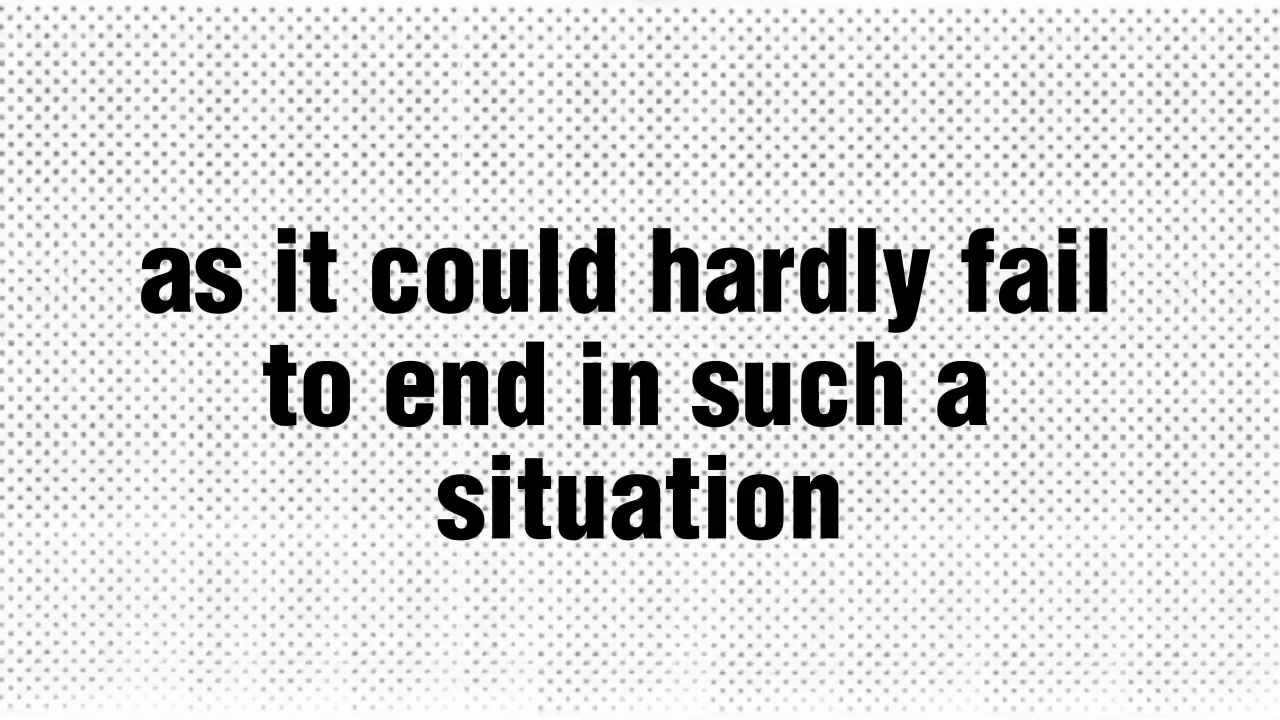 as it could hardly fail
to end in such a
situation